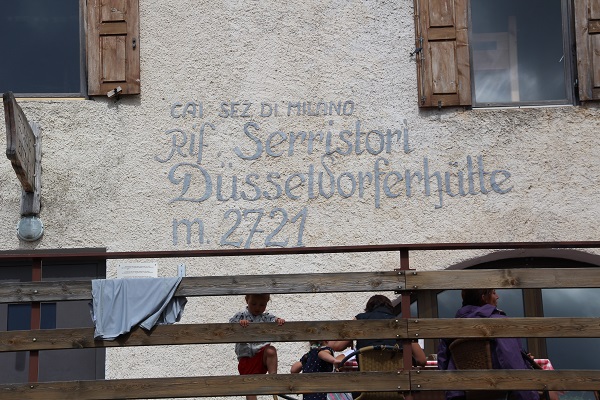 CAI SEZ DI MILANO
Rif. Serristori
Düsseldorferhütte
m. 2721